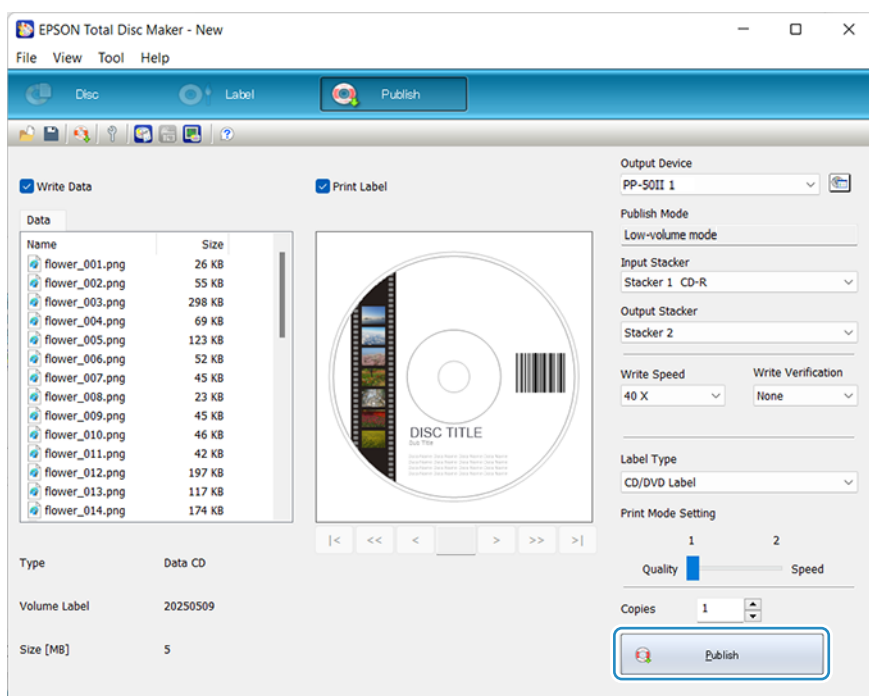 EPSON Total Disc Maker - New
File View Tool Help
Disc Label Publish
Write Data
Data
Name Size
flower_001.png 26 KB
flower_002.png 55 KB
flower_003.png 298 KB
flower_004.png 69 KB
flower_005.png 123 KB
flower_006.png 52 KB
flower_007.png 45 KB
flower_008.png 23 KB
flower_009.png 45 KB
flower_010.png 46 KB
flower_011.png 42 KB
flower_012.png 197 KB
flower_013.png 117 KB
flower_014.png 174 KB
Type Data CD
Volume Label 20250509
Size [MB] 5
Print Label
DISC TITLE
Sub Title
|< << < > >> >|
Output Device
PP-50II 1
Publish Mode
Low-volume mode
Input Stacker
Stacker 1 CD-R
Output Stacker
Stacker 2
Write Speed Write Verification
40 X None
Label Type
CD/DVD Label
Print Mode Setting
1 2
Quality Speed
Copies 1
Publish